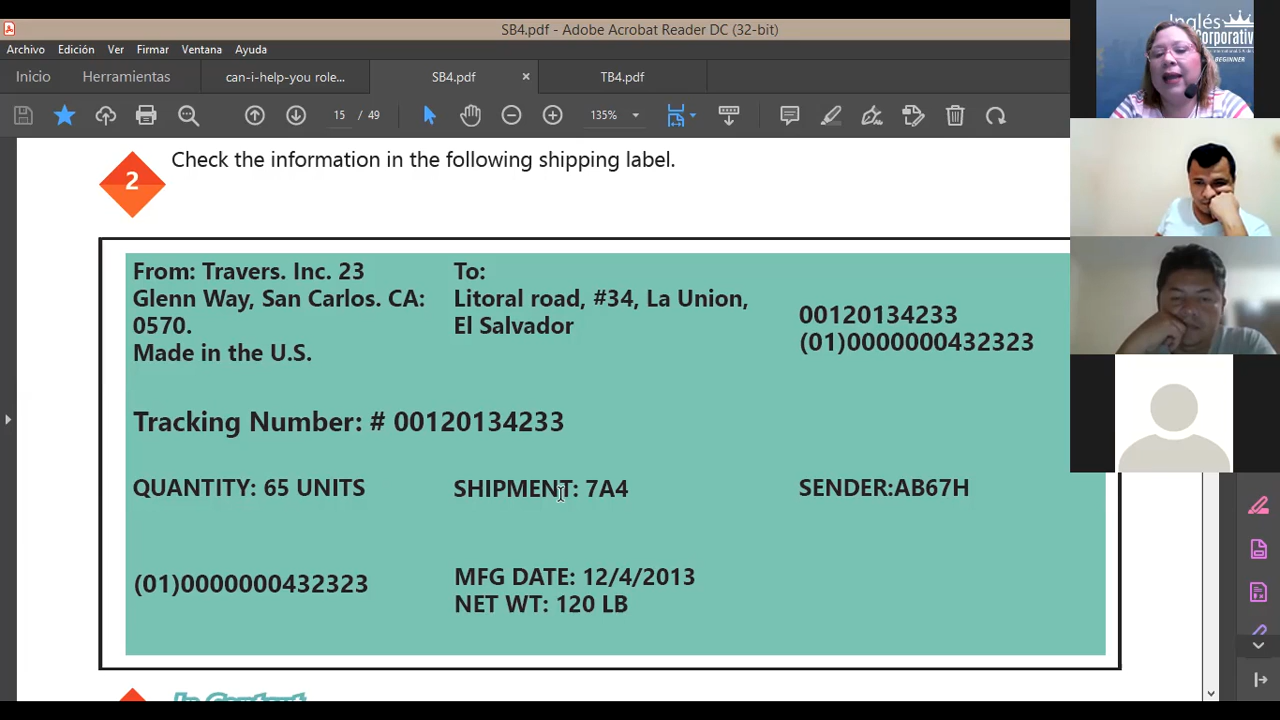 SB4.pdf - Adobe Acrobat Reader DC (32-bit)
Archivo Edición Ver Firmar Ventana Ayuda
Inicio Herramientas can-i-help-you role... SB4.pdf × TB4.pdf
15 / 49 135%
2 Check the information in the following shipping label.
From: Travers. Inc. 23
Glenn Way, San Carlos. CA:
0570.
Made in the U.S.
To:
Litoral road, #34, La Union,
El Salvador
00120134233
(01)0000000432323
Tracking Number: # 00120134233
QUANTITY: 65 UNITS
SHIPMENT: 7A4
SENDER:AB67H
(01)0000000432323
MFG DATE: 12/4/2013
NET WT: 120 LB
Inglés
BEGINNER